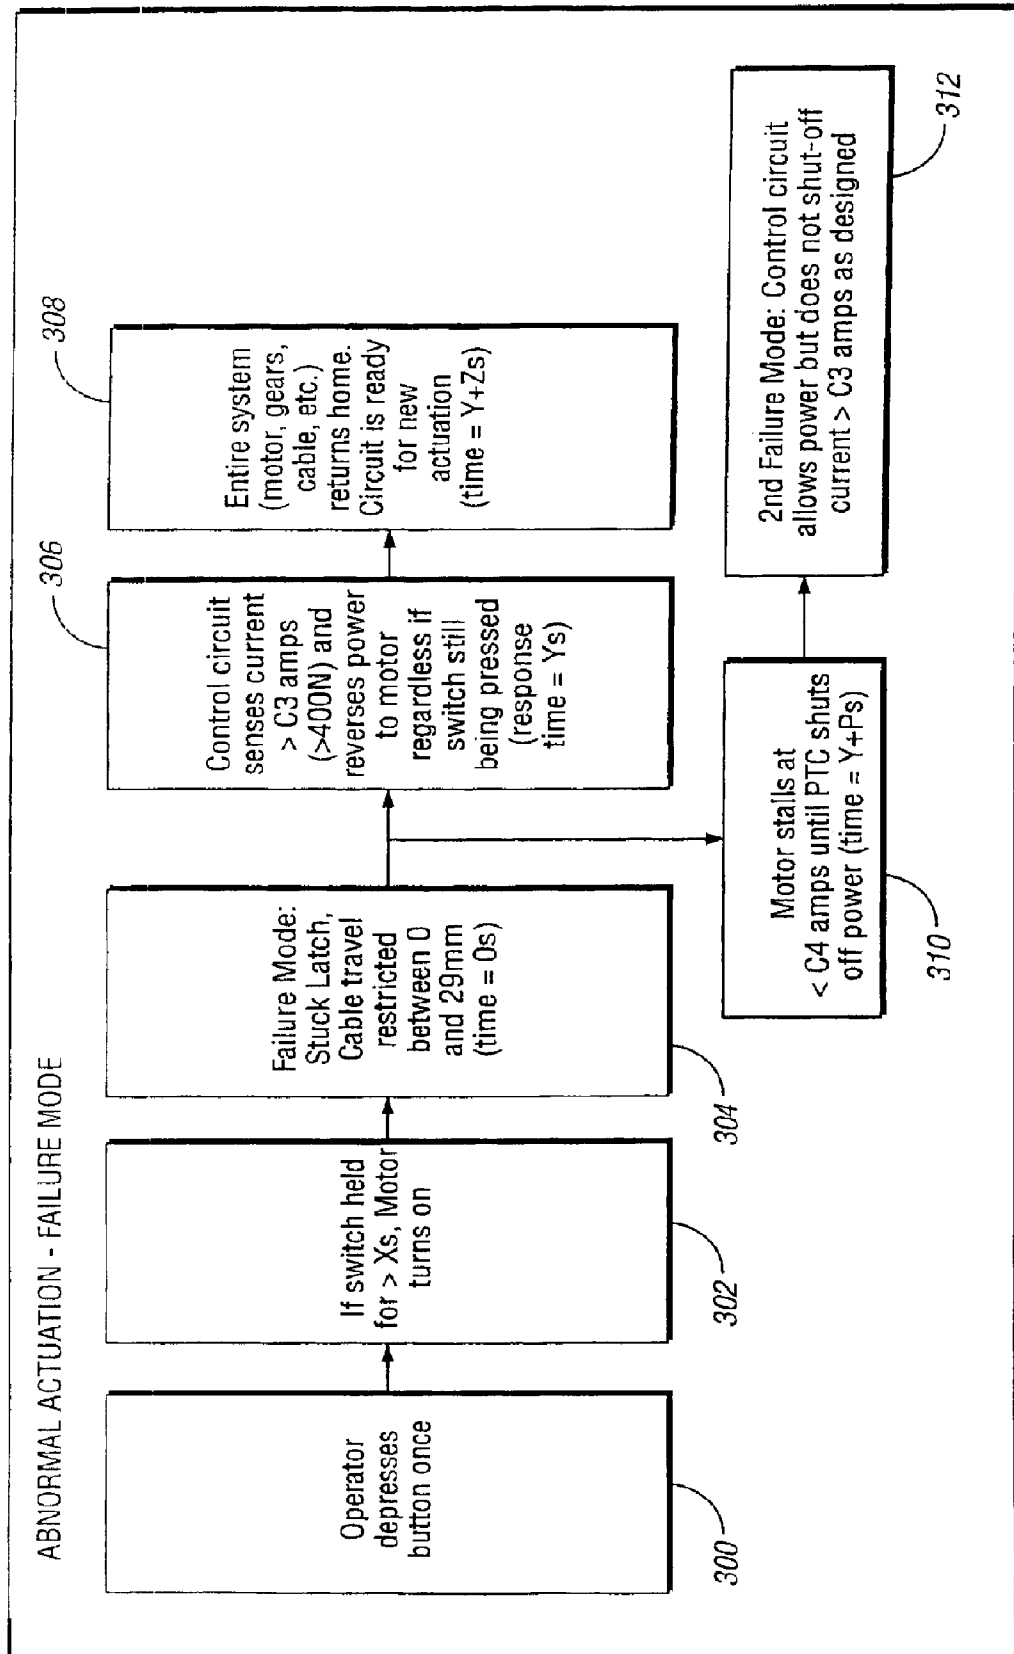 ABNORMAL ACTUATION - FAILURE MODE
Operator
depresses
button once
300
If switch held
for > Xs, Motor
turns on
302
Failure Mode:
Stuck Latch,
Cable travel
restricted
between 0
and 29mm
(time = 0s)
304
Control circuit
senses current
> C3 amps
(>400N) and
reverses power
to motor
regardless if
switch still
being pressed
(response
time = Ys)
306
Entire system
(motor, gears,
cable, etc.)
returns home.
Circuit is ready
for new
actuation
(time = Y+Zs)
308
Motor stalls at
< C4 amps until PTC shuts
off power (time = Y+Ps)
310
2nd Failure Mode: Control circuit
allows power but does not shut-off
current > C3 amps as designed
312